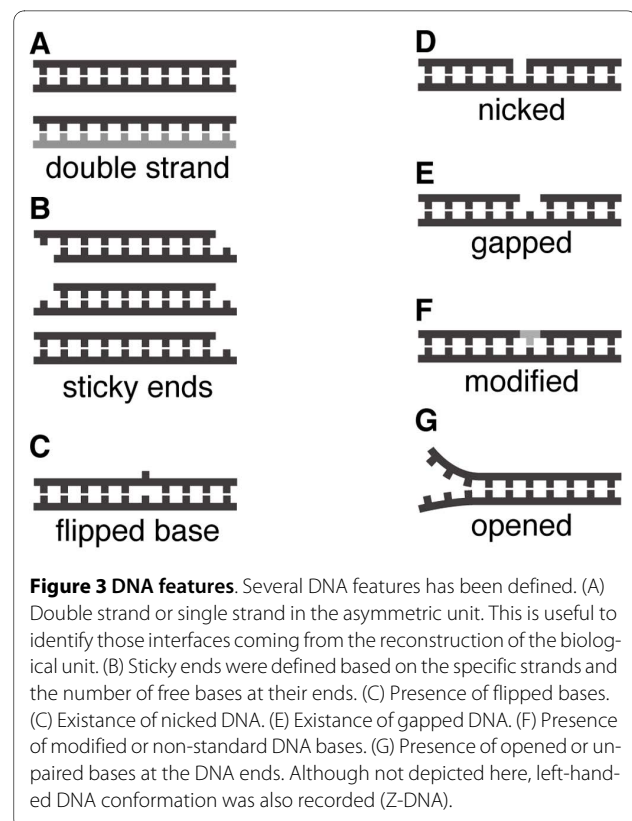 A
double strand
B
sticky ends
C
flipped base
D
nicked
E
gapped
F
modified
G
opened
Figure 3 DNA features. Several DNA features has been defined. (A)
Double strand or single strand in the asymmetric unit. This is useful to
identify those interfaces coming from the reconstruction of the biolog-
ical unit. (B) Sticky ends were defined based on the specific strands and
the number of free bases at their ends. (C) Presence of flipped bases.
(C) Existance of nicked DNA. (E) Existance of gapped DNA. (F) Presence
of modified or non-standard DNA bases. (G) Presence of opened or un-
paired bases at the DNA ends. Although not depicted here, left-hand-
ed DNA conformation was also recorded (Z-DNA).